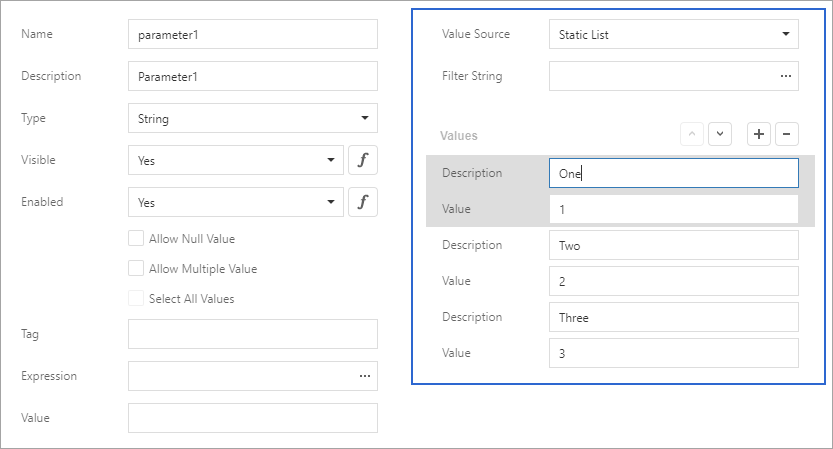 Name parameter1
Description Parameter1
Type String
Visible Yes f
Enabled Yes f
Allow Null Value
Allow Multiple Value
Select All Values
Tag
Expression ...
Value
Value Source Static List
Filter String ...
Values
Description One
Value 1
Description Two
Value 2
Description Three
Value 3